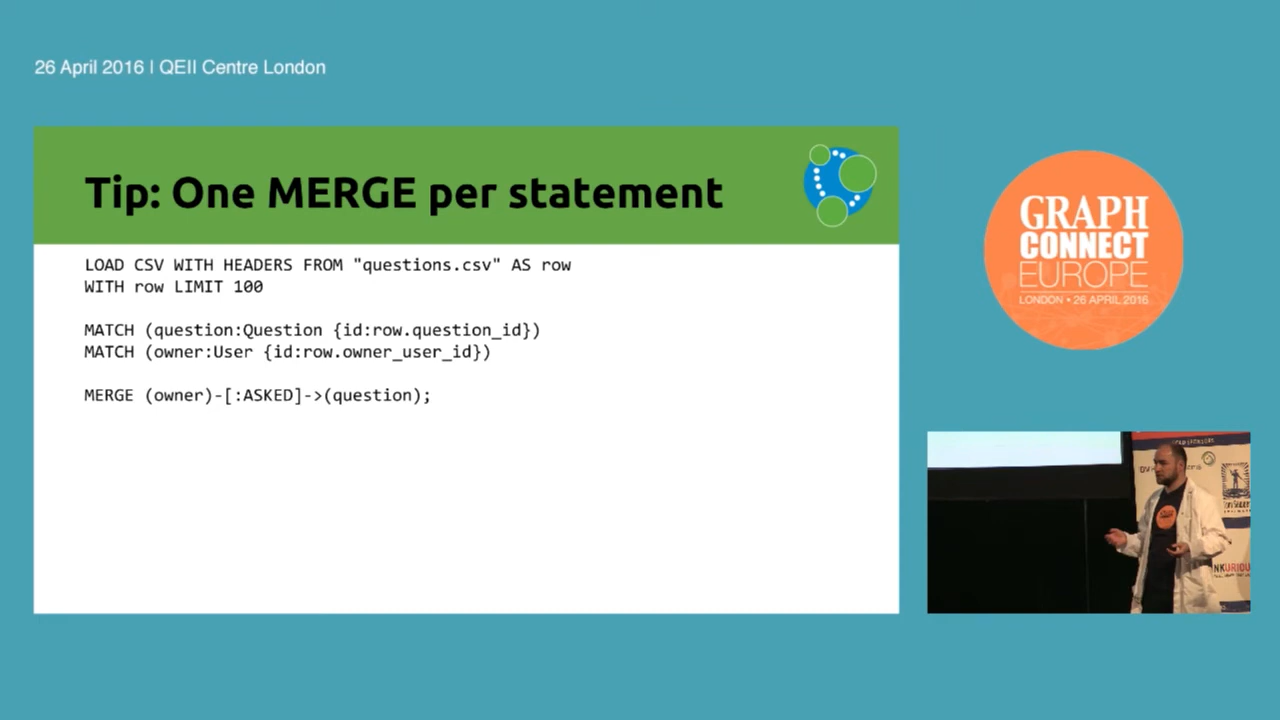 26 April 2016 | QEII Centre London
Tip: One MERGE per statement
LOAD CSV WITH HEADERS FROM "questions.csv" AS row
WITH row LIMIT 100
MATCH (question:Question {id:row.question_id})
MATCH (owner:User {id:row.owner_user_id})
MERGE (owner)-[:ASKED]->(question);
GRAPH
CONNECT
EUROPE
LONDON • 26 APRIL 2016